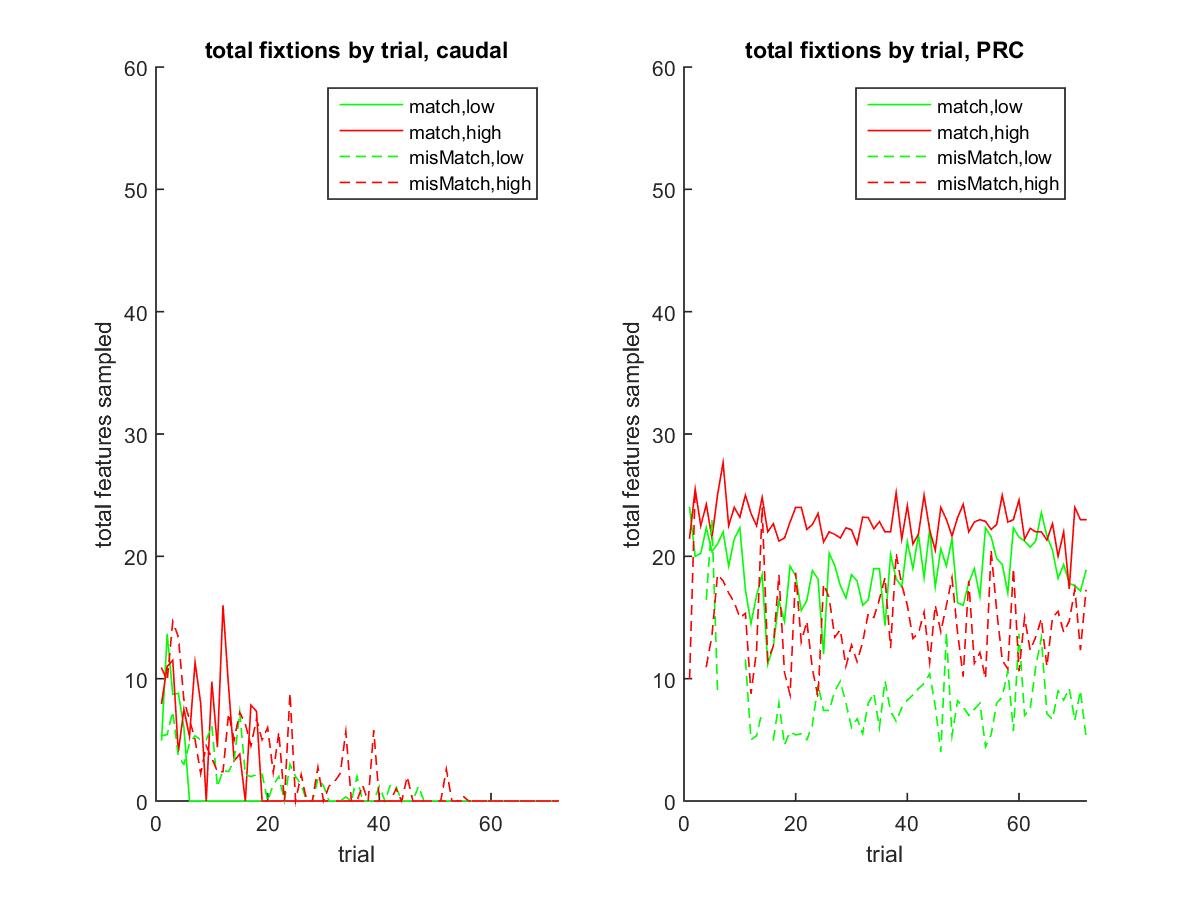 total fixtions by trial, caudal
60
50
40
30
20
10
0
total features sampled
match,low
match,high
misMatch,low
misMatch,high
0 20 40 60
trial
total fixtions by trial, PRC
60
50
40
30
20
10
0
total features sampled
match,low
match,high
misMatch,low
misMatch,high
0 20 40 60
trial